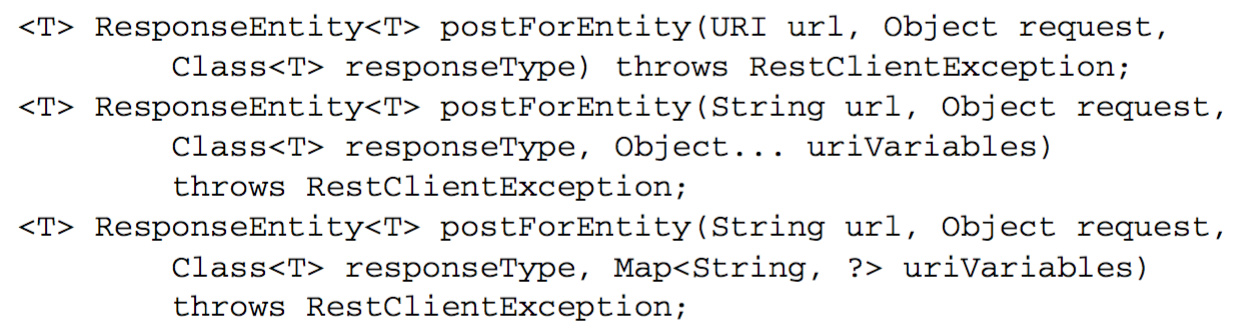 <T> ResponseEntity<T> postForEntity(URI url, Object request,
Class<T> responseType) throws RestClientException;
<T> ResponseEntity<T> postForEntity(String url, Object request,
Class<T> responseType, Object... uriVariables)
throws RestClientException;
<T> ResponseEntity<T> postForEntity(String url, Object request,
Class<T> responseType, Map<String, ?> uriVariables)
throws RestClientException;